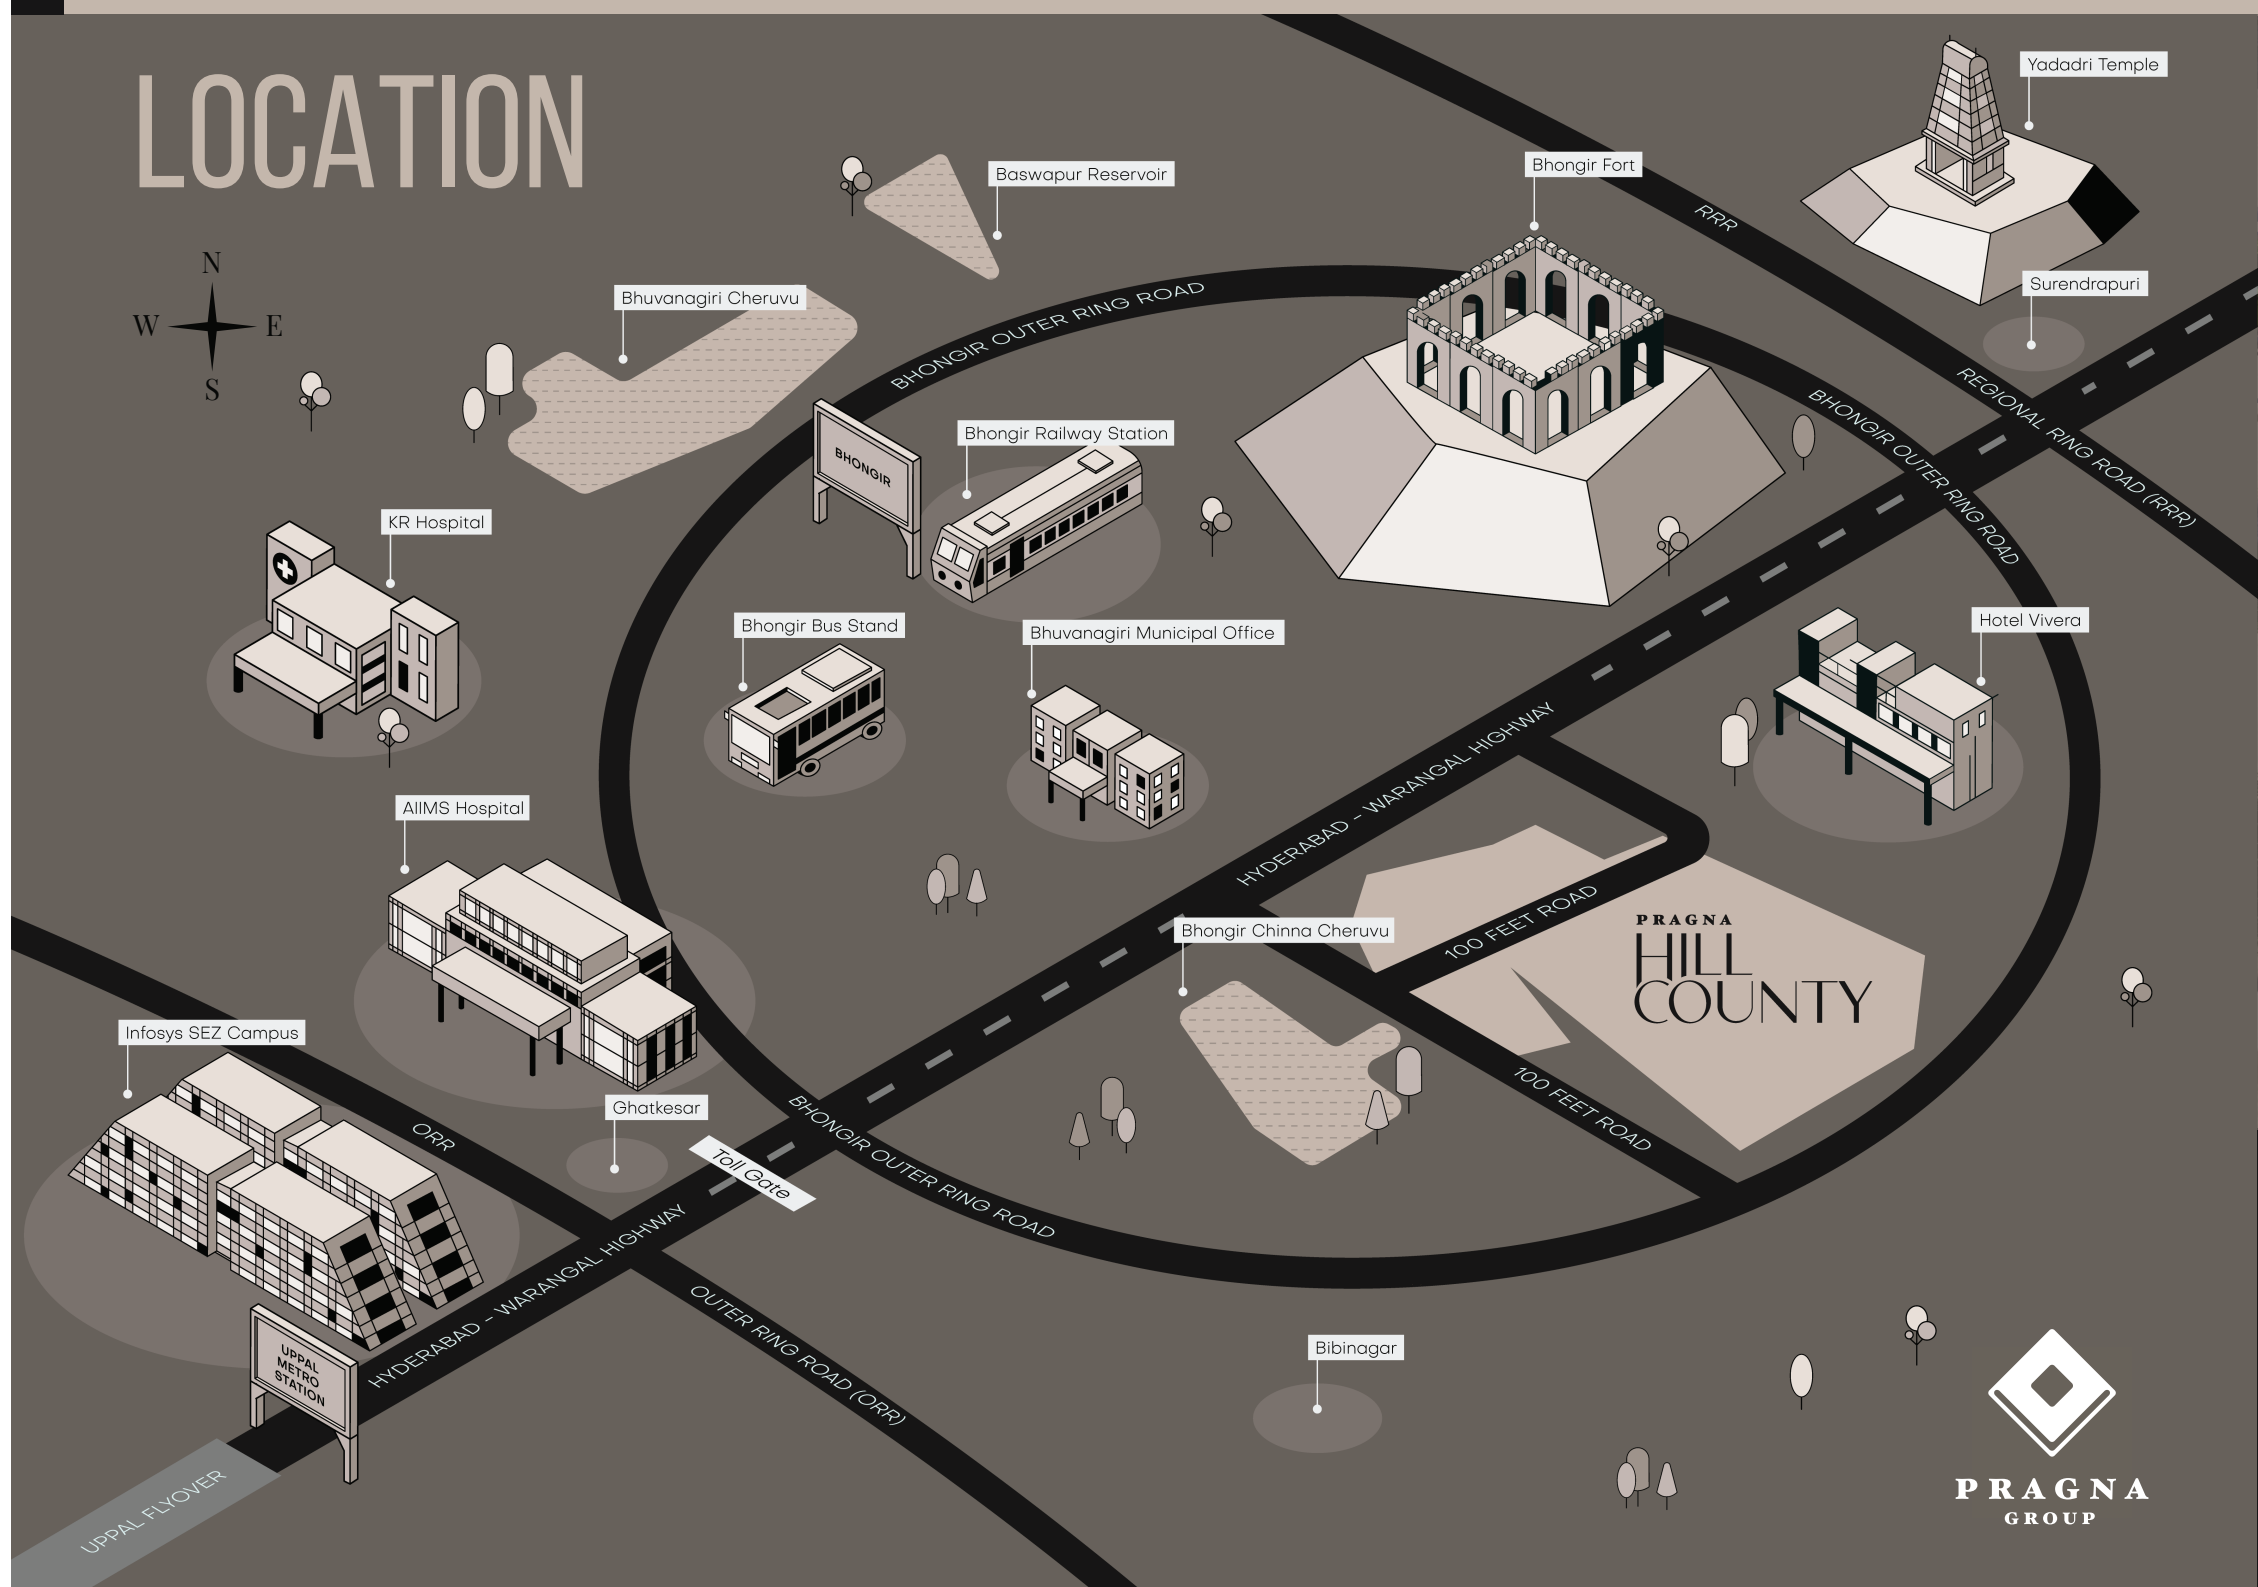 LOCATION
N
W
E
S
Yadadri Temple
Bhongir Fort
Baswapur Reservoir
RRR
Surendrapuri
Bhuvanagiri Cheruvu
BHONGIR OUTER RING ROAD
REGIONAL RING ROAD (RRR)
BHONGIR OUTER RING ROAD
Bhongir Railway Station
BHONGIR
KR Hospital
Bhongir Bus Stand
Bhuvanagiri Municipal Office
Hotel Vivera
HYDERABAD - WARANGAL HIGHWAY
AIIMS Hospital
100 FEET ROAD
PRAGNA
HILL
COUNTY
Bhongir Chinna Cheruvu
Infosys SEZ Campus
ORR
Ghatkesar
Toll Gate
BHONGIR OUTER RING ROAD
100 FEET ROAD
HYDERABAD - WARANGAL HIGHWAY
OUTER RING ROAD (ORR)
UPPAL
METRO
STATION
Bibinagar
UPPAL FLYOVER
PRAGNA
GROUP